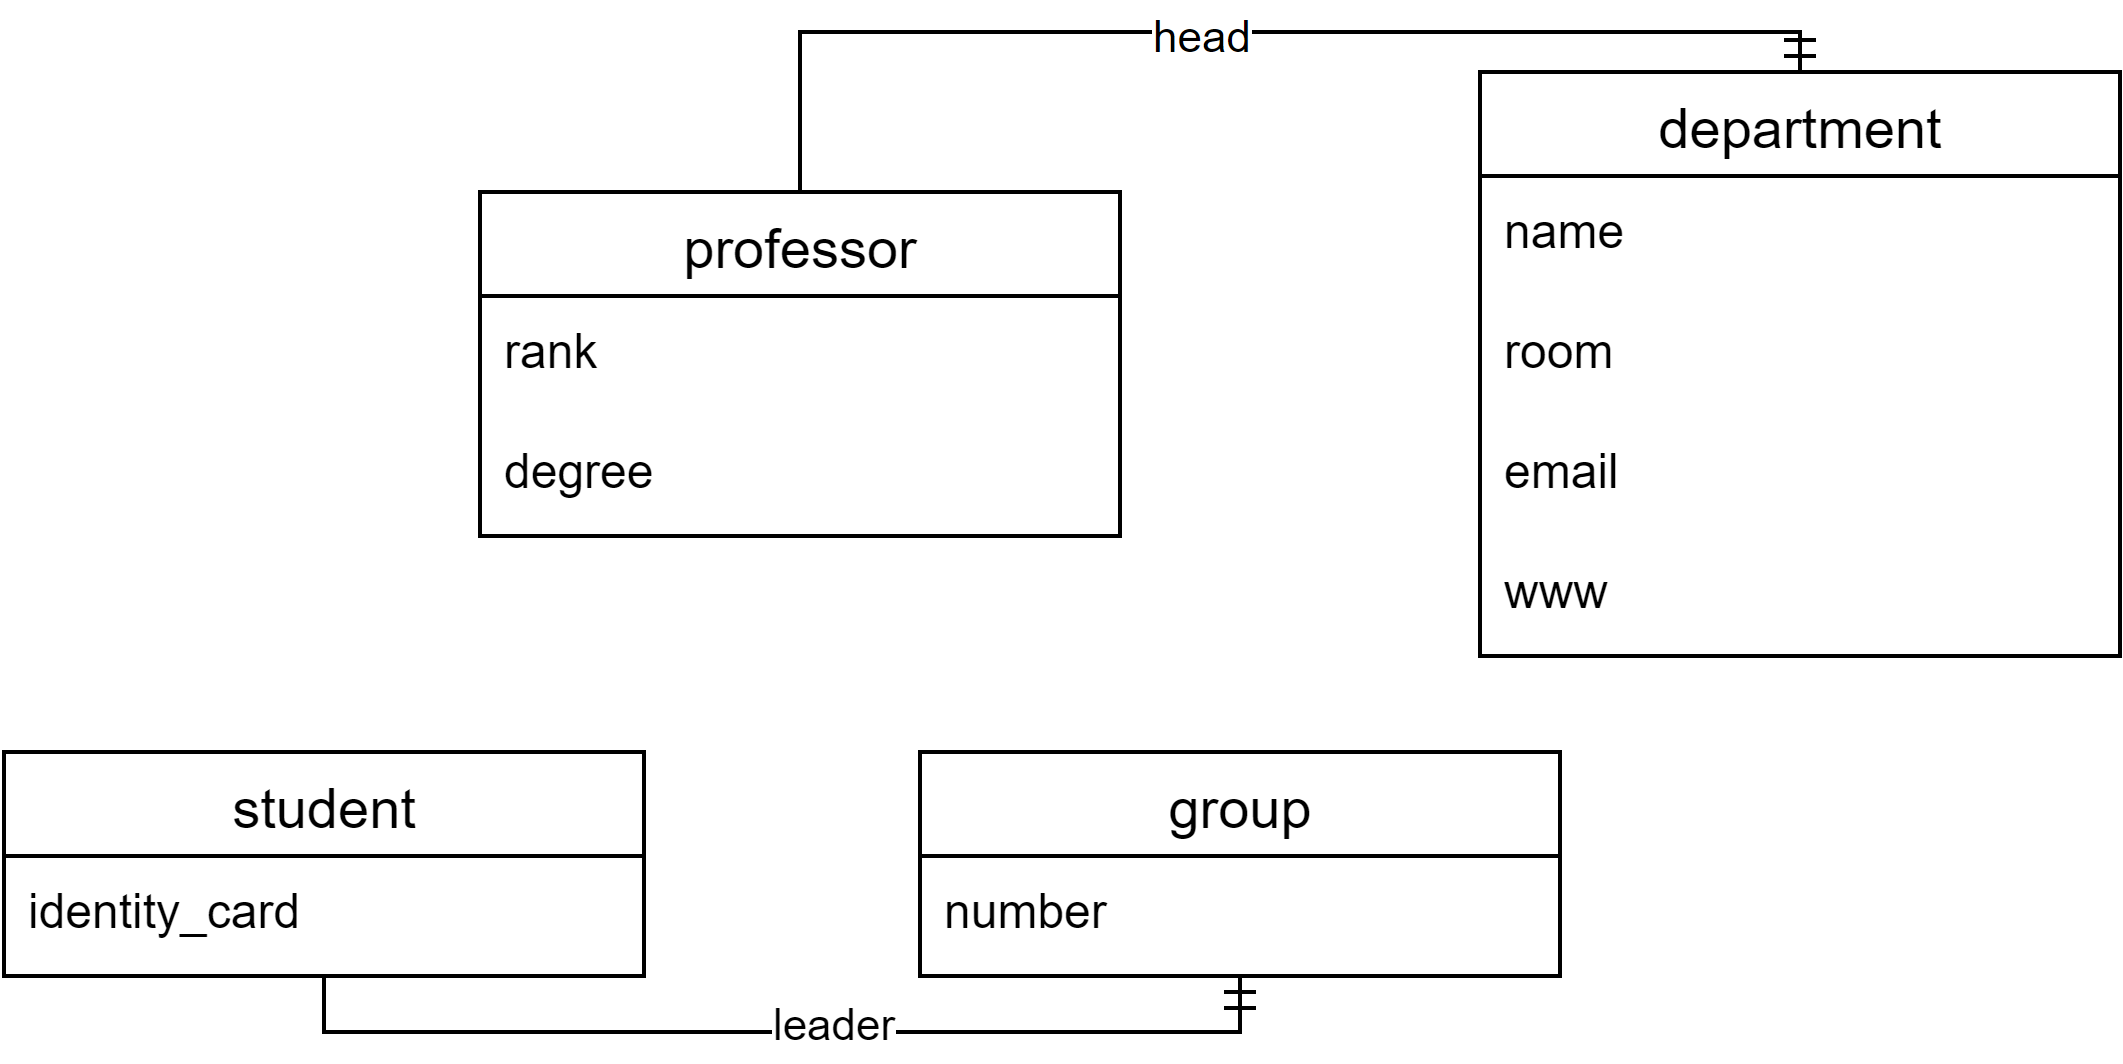 head
department
name
room
email
www
professor
rank
degree
student
identity_card
group
number
leader